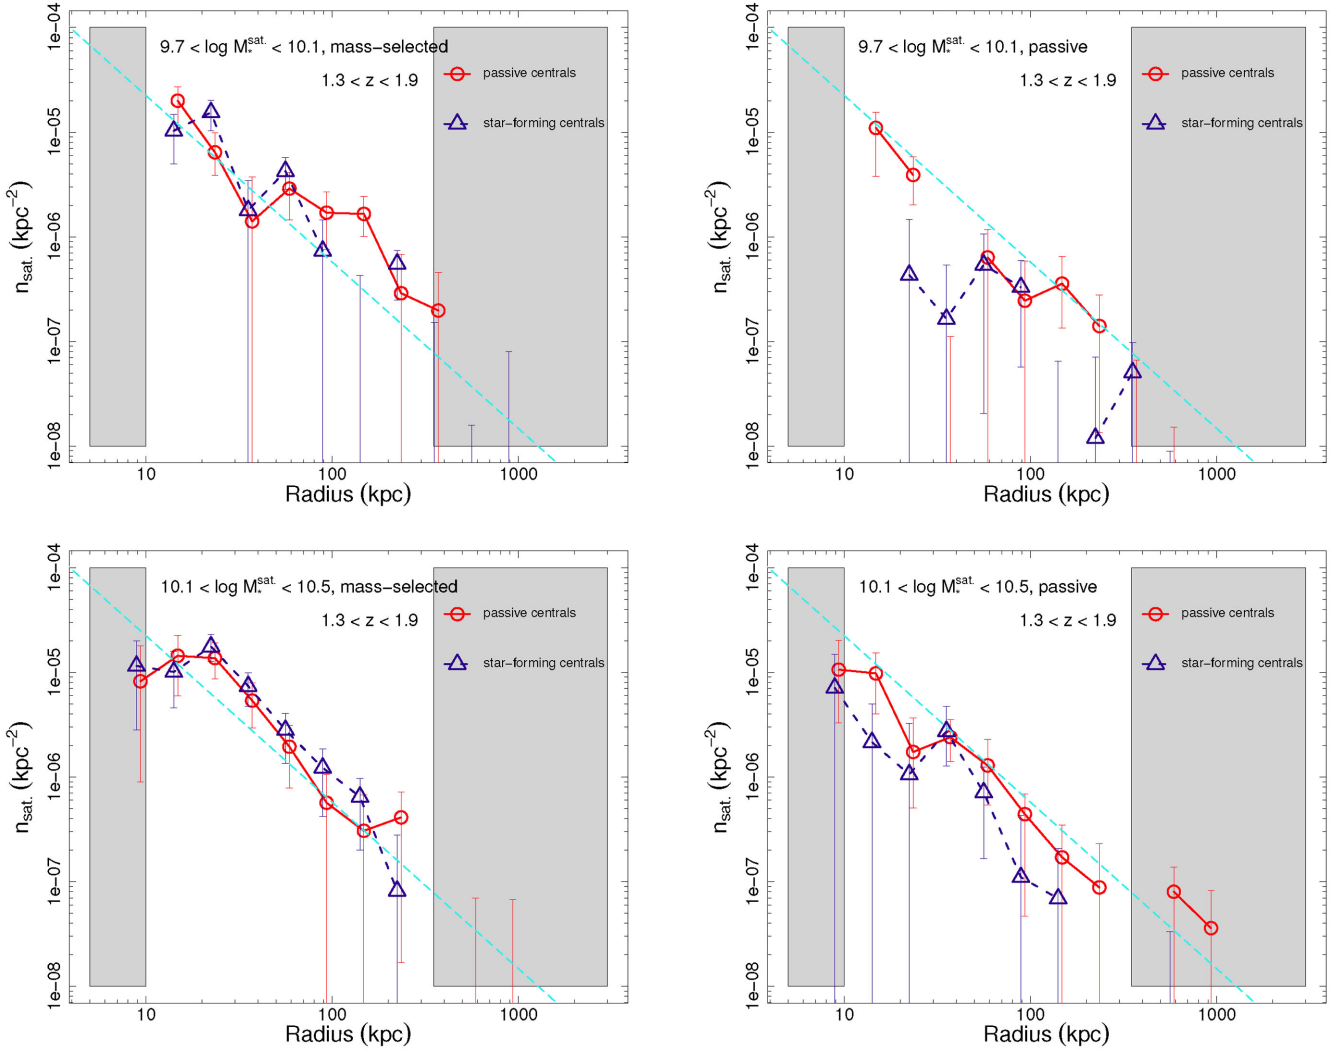 9.7 < log M*sat. < 10.1, mass−selected
1.3 < z < 1.9
passive centrals
star−forming centrals
1e−04
1e−05
1e−06
1e−07
1e−08
nsat. (kpc−2)
10
100
1000
Radius (kpc)
9.7 < log M*sat. < 10.1, passive
1.3 < z < 1.9
passive centrals
star−forming centrals
1e−04
1e−05
1e−06
1e−07
1e−08
nsat. (kpc−2)
10
100
1000
Radius (kpc)
10.1 < log M*sat. < 10.5, mass−selected
1.3 < z < 1.9
passive centrals
star−forming centrals
1e−04
1e−05
1e−06
1e−07
1e−08
nsat. (kpc−2)
10
100
1000
Radius (kpc)
10.1 < log M*sat. < 10.5, passive
1.3 < z < 1.9
passive centrals
star−forming centrals
1e−04
1e−05
1e−06
1e−07
1e−08
nsat. (kpc−2)
10
100
1000
Radius (kpc)